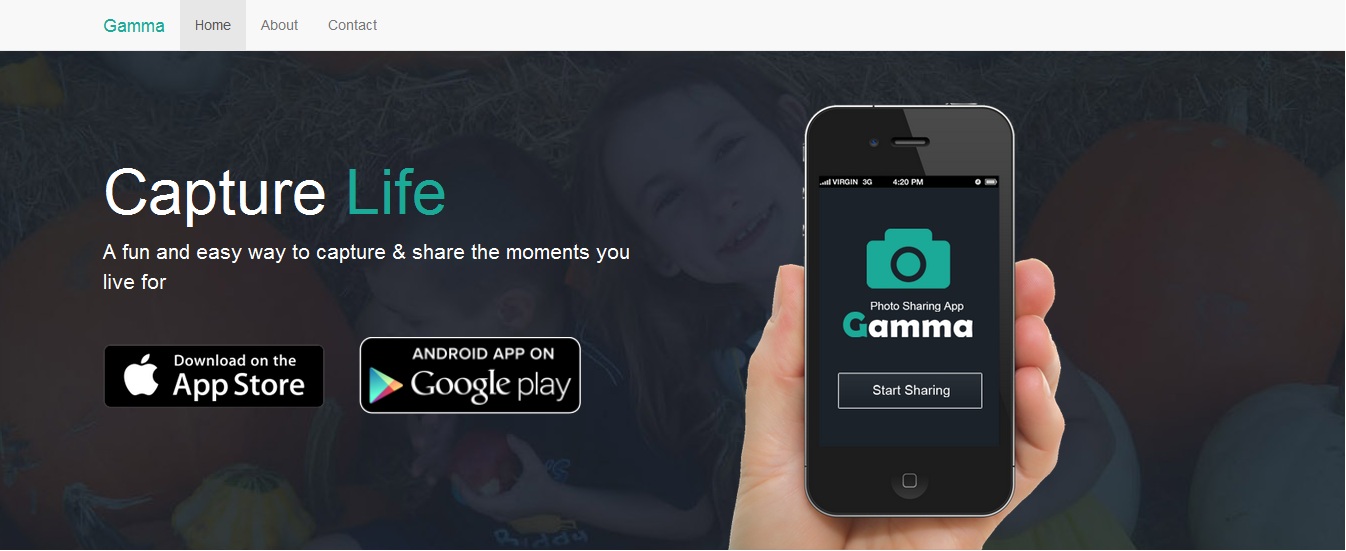 Gamma
Home
About
Contact
Capture Life
A fun and easy way to capture & share the moments you
live for
Download on the
App Store
ANDROID APP ON
Google play
VIRGIN 3G
4:20 PM
Photo Sharing App
Gamma
Start Sharing